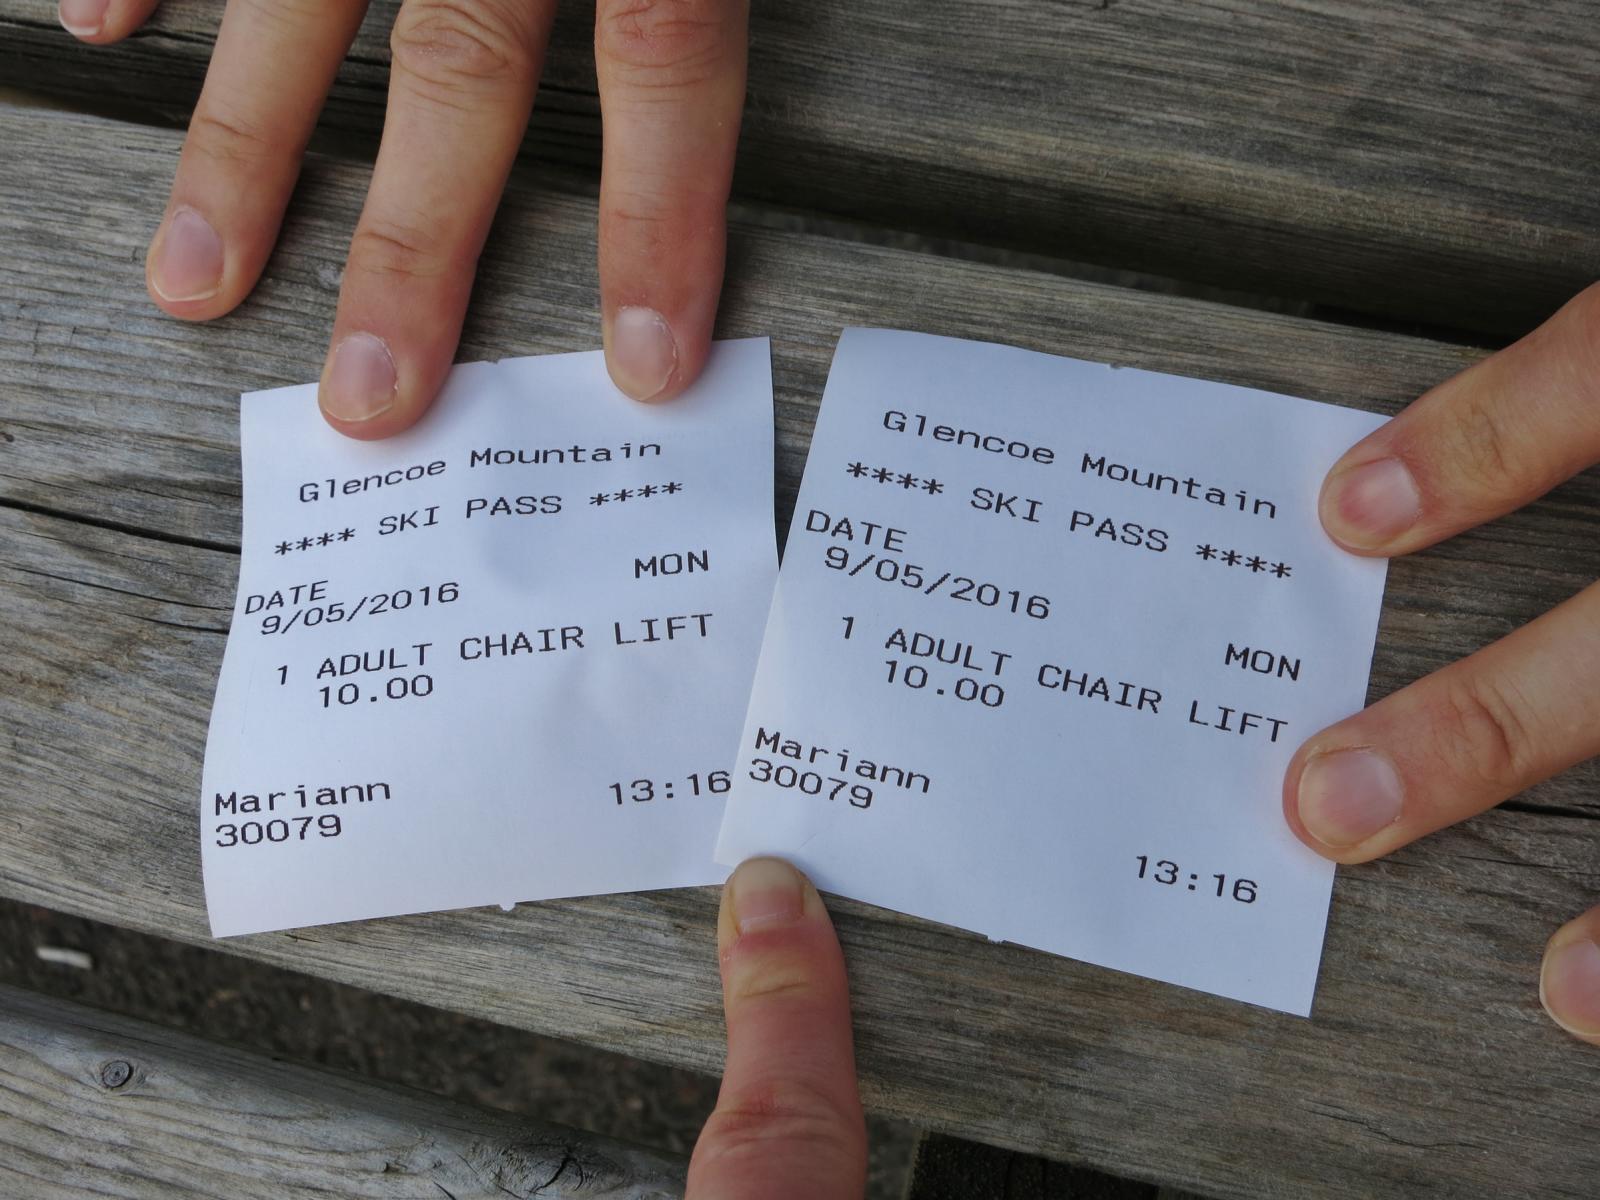 Glencoe Mountain
**** SKI PASS ****
DATE MON
9/05/2016
1 ADULT CHAIR LIFT
10.00
Mariann 13:16
30079
Glencoe Mountain
**** SKI PASS ****
DATE
9/05/2016 MON
1 ADULT CHAIR LIFT
10.00
Mariann
30079 13:16